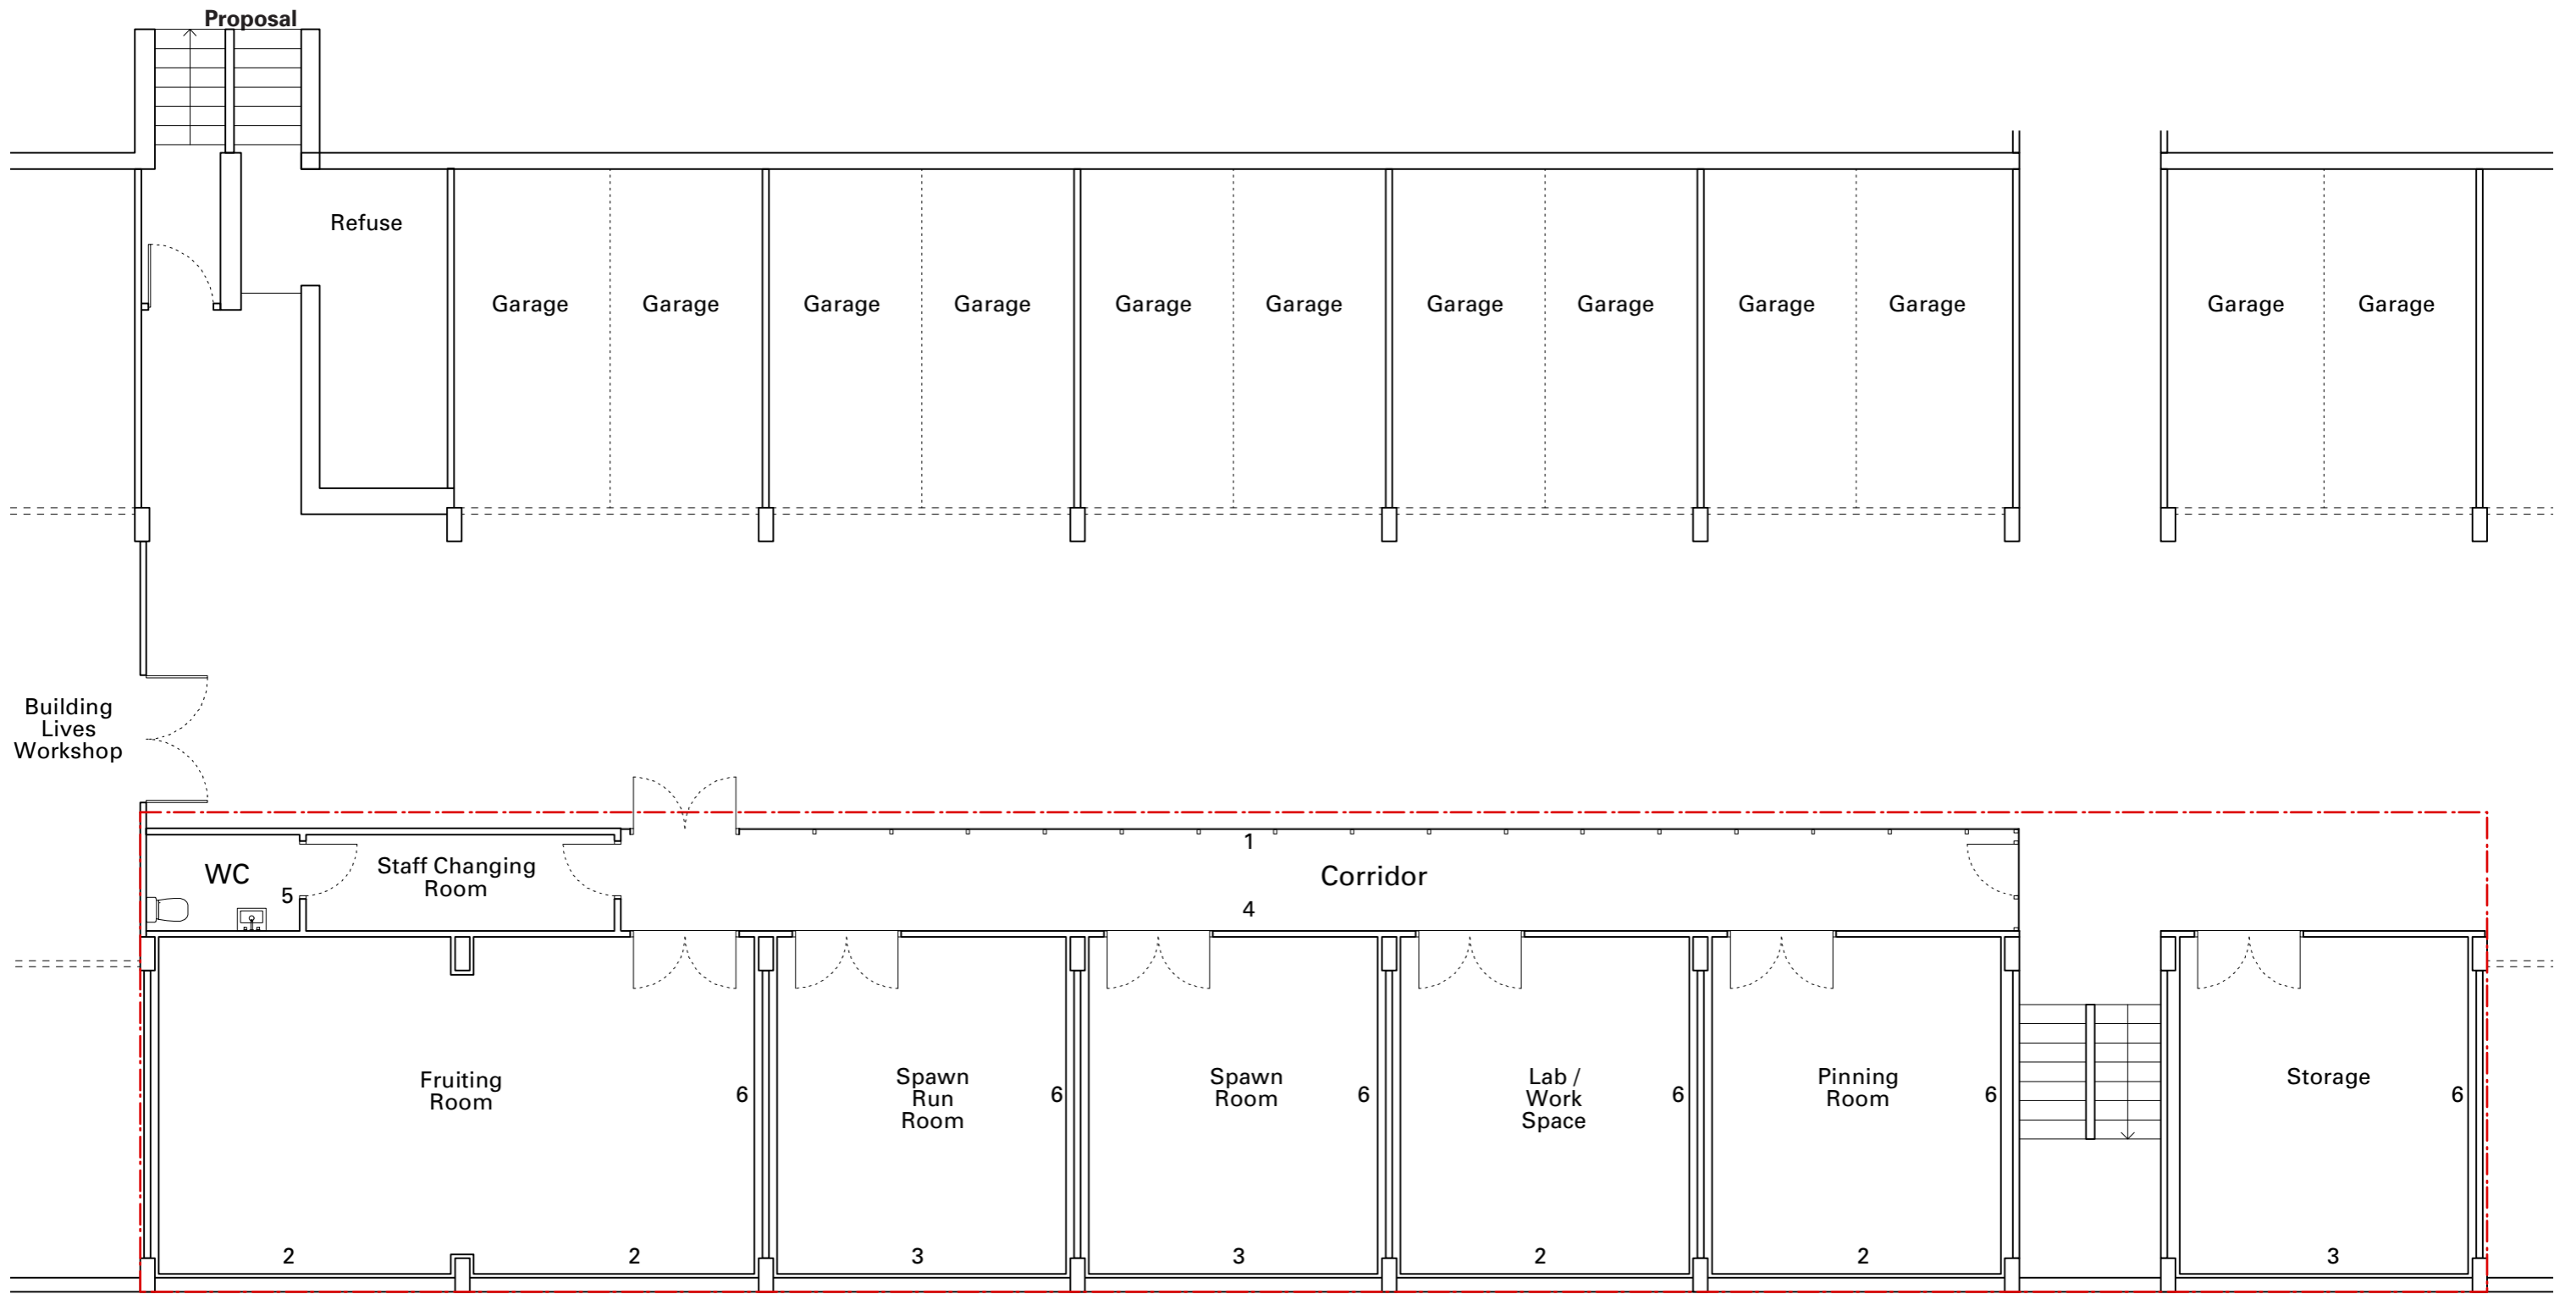 Proposal
Refuse
Garage Garage Garage Garage Garage Garage Garage Garage Garage Garage Garage Garage
Building
Lives
Workshop
1
WC
Staff Changing
Room
Corridor
5
4
Fruiting
Room
Spawn
Run
Room
Spawn
Room
Lab /
Work
Space
Pinning
Room
Storage
6 6 6 6 6 6
2 2 3 3 2 2 3